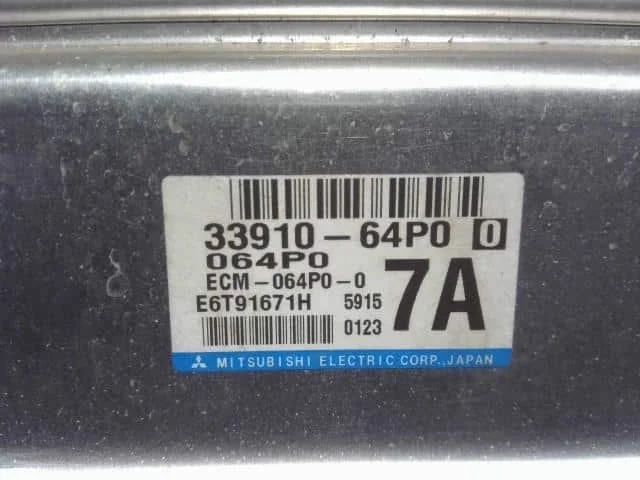 33910-64P0 0
064P0
ECM-064P0-0
E6T91671H 5915
7A
0123
MITSUBISHI ELECTRIC CORP., JAPAN